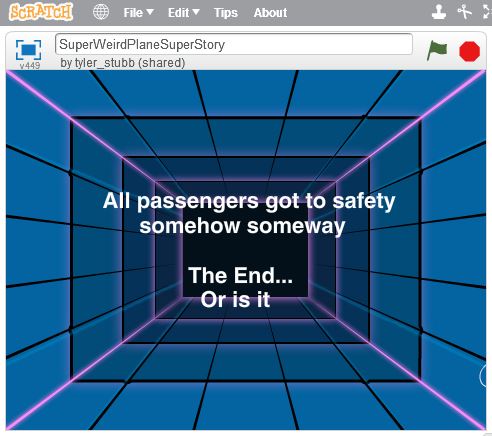 SCRATCH File Edit Tips About
SuperWeirdPlaneSuperStory
by tyler_stubb (shared)
v449
All passengers got to safety
somehow someway
The End...
Or is it